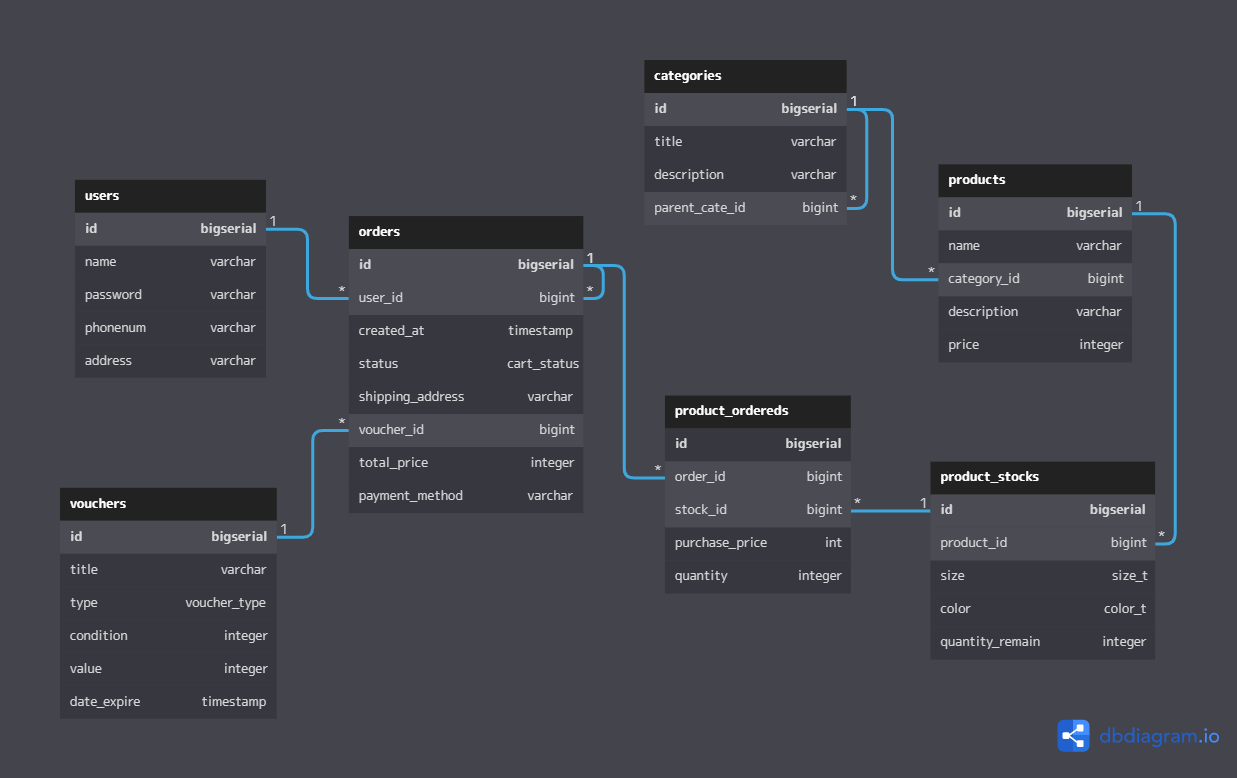 categories
id bigserial
title varchar
description varchar
parent_cate_id bigint
1
*
products
id bigserial
name varchar
category_id bigint
description varchar
price integer
1
*
users
id bigserial
name varchar
password varchar
phonenum varchar
address varchar
1
orders
id bigserial
user_id bigint
created_at timestamp
status cart_status
shipping_address varchar
voucher_id bigint
total_price integer
payment_method varchar
*
1
*
*
product_ordereds
id bigserial
order_id bigint
stock_id bigint
purchase_price int
quantity integer
*
*
1
product_stocks
id bigserial
product_id bigint
size size_t
color color_t
quantity_remain integer
*
vouchers
id bigserial
title varchar
type voucher_type
condition integer
value integer
date_expire timestamp
1
dbdiagram.io